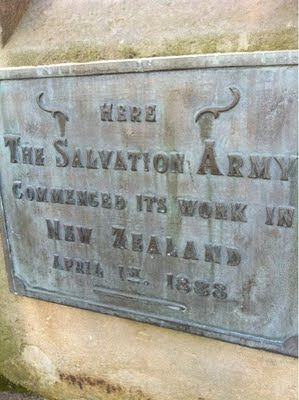 HERE
THE SALVATION ARMY
COMMENCED ITS WORK IN
NEW ZEALAND
APRIL 1ST. 1883